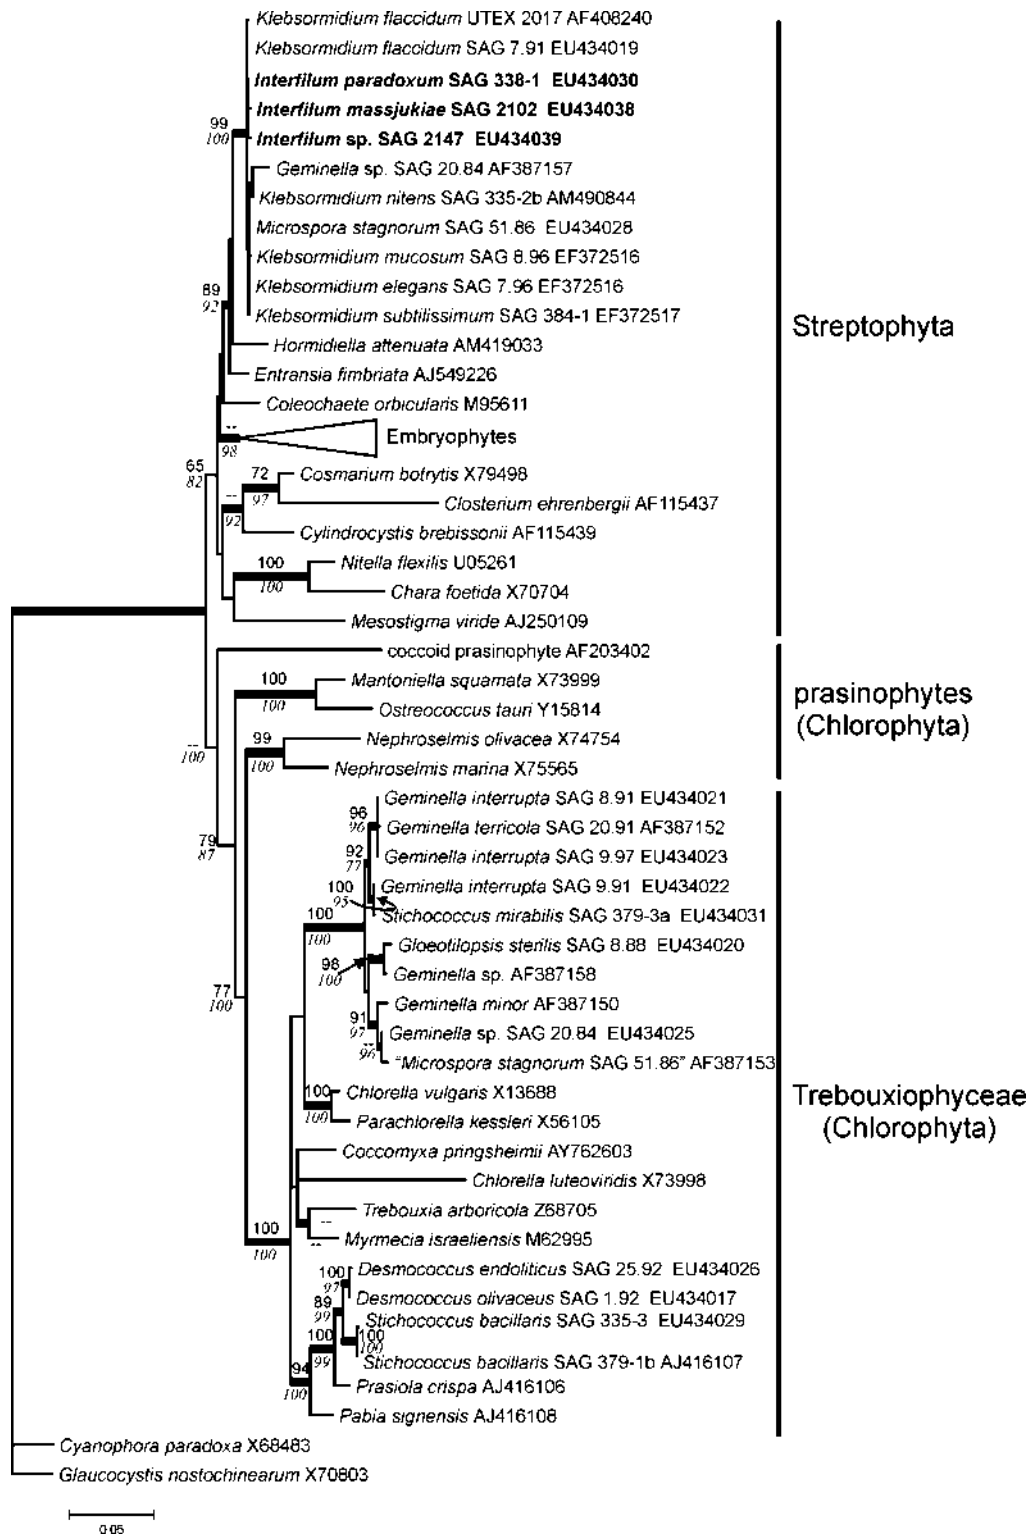 Klebsormidium flaccidum UTEX 2017 AF408240
Klebsormidium flaccidum SAG 7.91 EU434019
Interfilum paradoxum SAG 338-1 EU434030
Interfilum massjukiae SAG 2102 EU434038
99
100
Interfilum sp. SAG 2147 EU434039
Geminella sp. SAG 20.84 AF387157
Klebsormidium nitens SAG 335-2b AM490844
Microspora stagnorum SAG 51.86 EU434028
Klebsormidium mucosum SAG 8.96 EF372516
Klebsormidium elegans SAG 7.96 EF372516
89
92
Klebsormidium subtilissimum SAG 384-1 EF372517
Streptophyta
Hormidiella attenuata AM419033
Entransia fimbriata AJ549226
Coleochaete orbicularis M95611
--
98
Embryophytes
65
82
72
97
Cosmarium botrytis X79498
--
92
Closterium ehrenbergii AF115437
Cylindrocystis brebissonii AF115439
100
100
Nitella flexilis U05261
Chara foetida X70704
Mesostigma viride AJ250109
coccoid prasinophyte AF203402
100
100
Mantoniella squamata X73999
prasinophytes
(Chlorophyta)
Ostreococcus tauri Y15814
--
100
99
100
Nephroselmis olivacea X74754
Nephroselmis marina X75565
Geminella interrupta SAG 8.91 EU434021
96
96
Geminella terricola SAG 20.91 AF387152
79
87
92
77
Geminella interrupta SAG 9.97 EU434023
100
95
Geminella interrupta SAG 9.91 EU434022
100
100
Stichococcus mirabilis SAG 379-3a EU434031
Gloeotilopsis sterilis SAG 8.88 EU434020
98
100
Geminella sp. AF387158
77
100
Geminella minor AF387150
91
97
Geminella sp. SAG 20.84 EU434025
--
96
"Microspora stagnorum SAG 51.86" AF387153
100
100
Chlorella vulgaris X13688
Trebouxiophyceae
(Chlorophyta)
Parachlorella kessleri X56105
Coccomyxa pringsheimii AY762603
Chlorella luteoviridis X73998
Trebouxia arboricola Z68705
--
--
100
100
Myrmecia israeliensis M62995
100
97
Desmococcus endoliticus SAG 25.92 EU434026
Desmococcus olivaceus SAG 1.92 EU434017
89
99
Stichococcus bacillaris SAG 335-3 EU434029
100
100
100
99
Stichococcus bacillaris SAG 379-1b AJ416107
94
100
Prasiola crispa AJ416106
Pabia signensis AJ416108
Cyanophora paradoxa X68483
Glaucocystis nostochinearum X70803
0.05